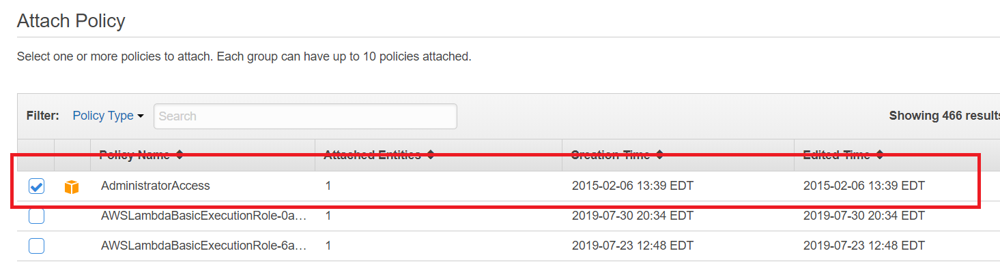 Attach Policy
Select one or more policies to attach. Each group can have up to 10 policies attached.
Filter: Policy Type Search Showing 466 results
Policy Name Attached Entities Creation Time Edited Time
AdministratorAccess 1 2015-02-06 13:39 EDT 2015-02-06 13:39 EDT
AWSLambdaBasicExecutionRole-0a… 1 2019-07-30 20:34 EDT 2019-07-30 20:34 EDT
AWSLambdaBasicExecutionRole-6a… 1 2019-07-23 12:48 EDT 2019-07-23 12:48 EDT